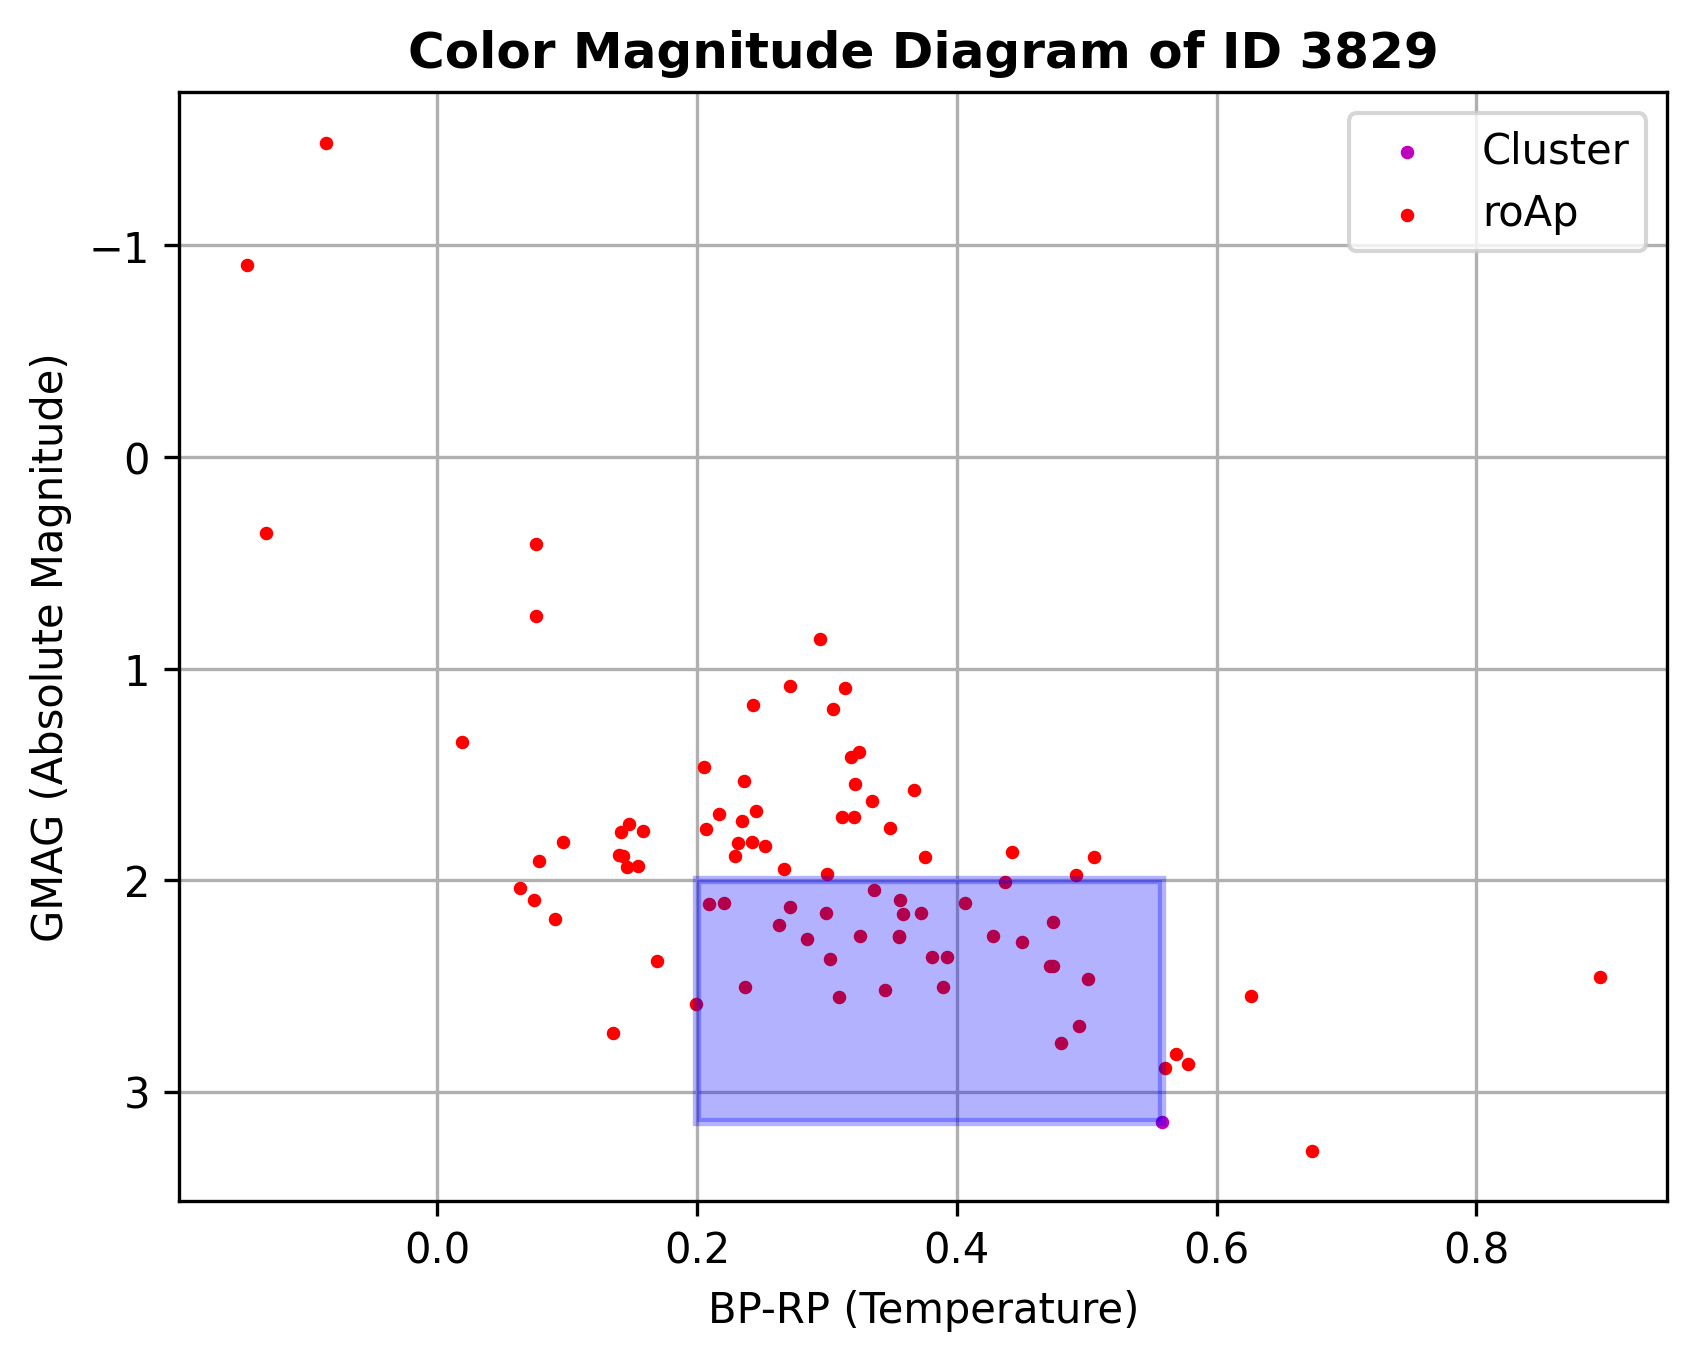 Color Magnitude Diagram of ID 3829
Cluster
roAp
GMAG (Absolute Magnitude)
−1
0
1
2
3
0.0 0.2 0.4 0.6 0.8
BP-RP (Temperature)